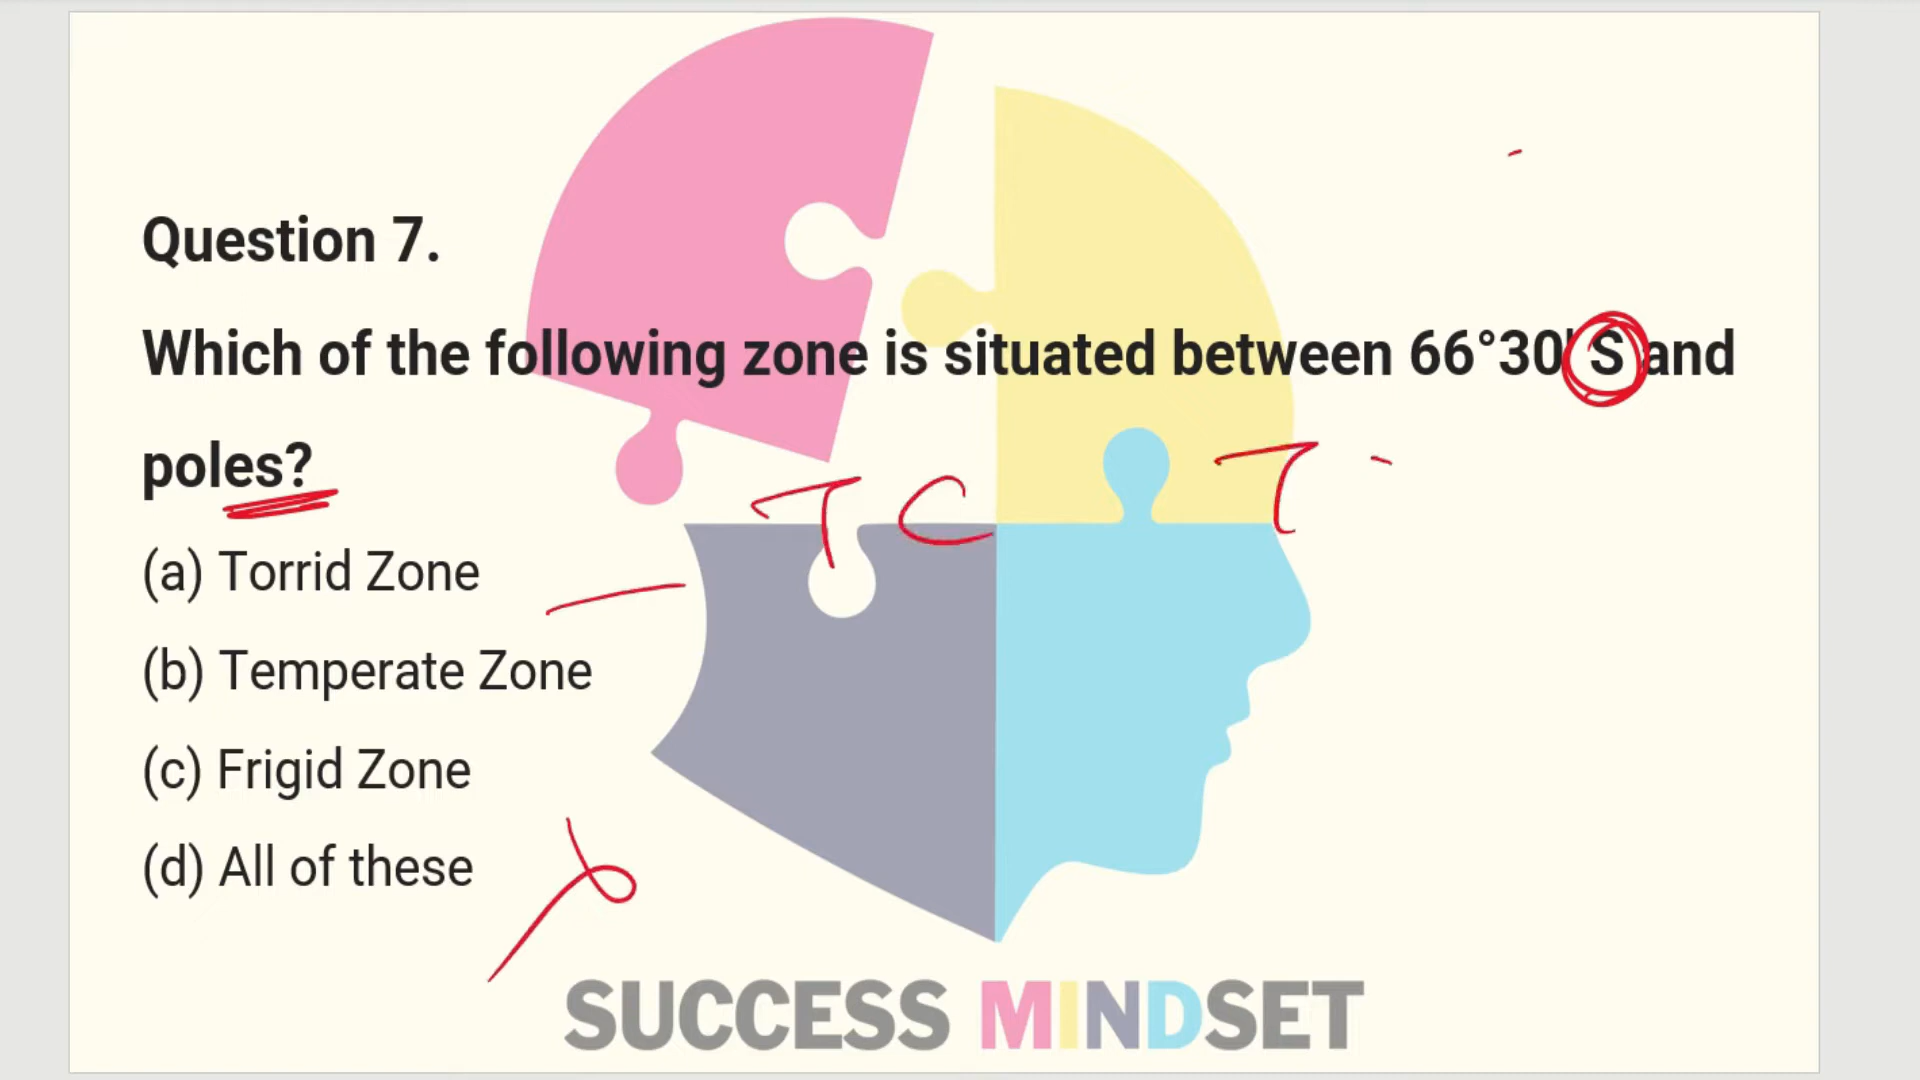 Question 7.
Which of the following zone is situated between 66°30' S and
poles?
T C T
(a) Torrid Zone
(b) Temperate Zone
(c) Frigid Zone
(d) All of these
SUCCESS MINDSET